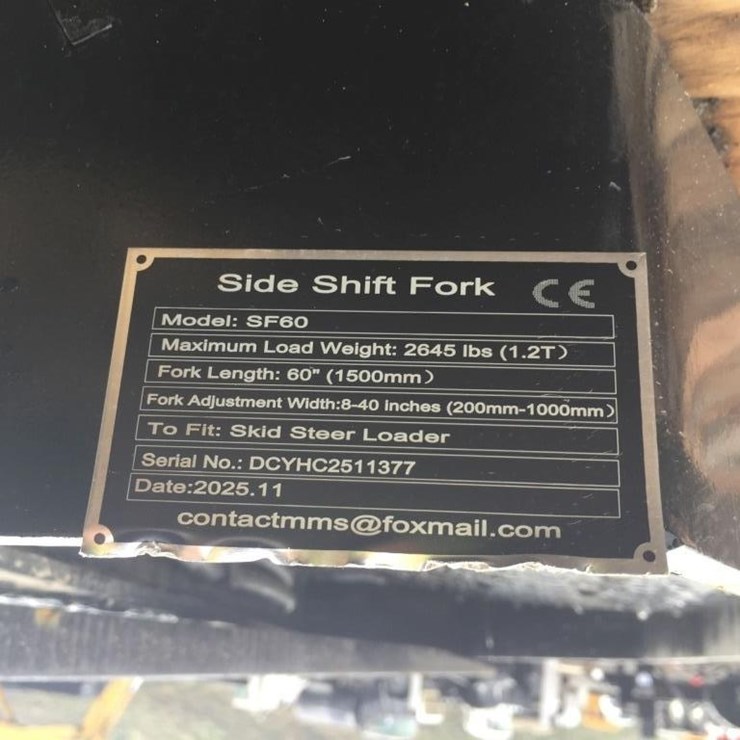 Side Shift Fork CE
Model: SF60
Maximum Load Weight: 2645 lbs (1.2T)
Fork Length: 60" (1500mm)
Fork Adjustment Width:8-40 inches (200mm-1000mm)
To Fit: Skid Steer Loader
Serial No.: DCYHC2511377
Date:2025.11
contactmms@foxmail.com